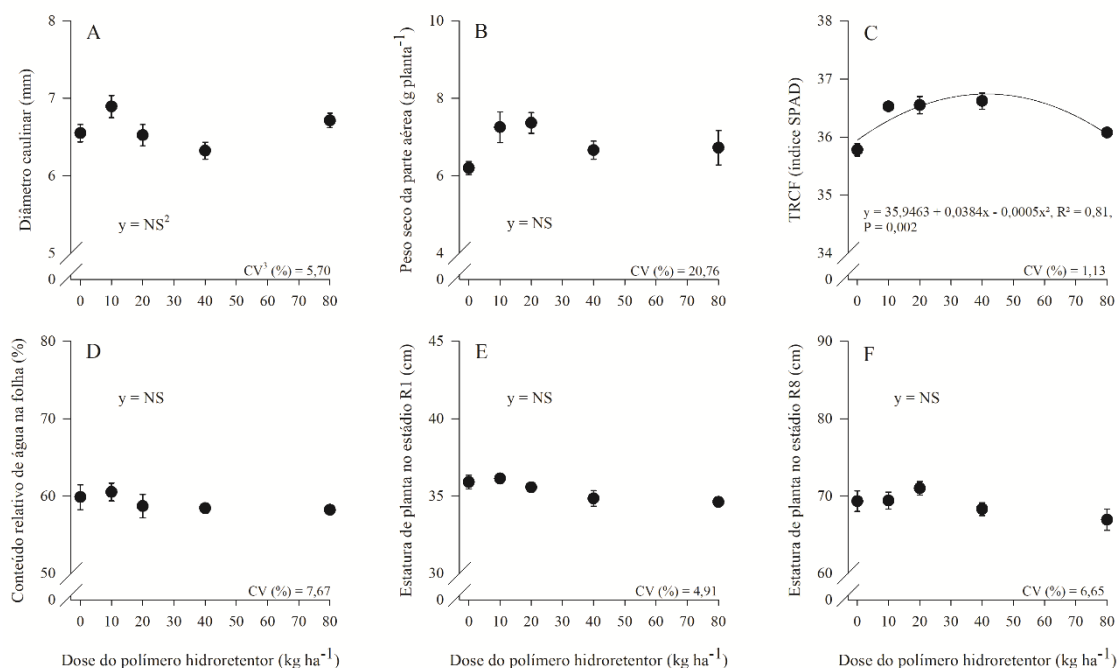 A
Diâmetro caulinar (mm)
8
7
6
5
0
y = NS²
CV³ (%) = 5,70
0 10 20 30 40 50 60 70 80
B
Peso seco da parte aérea (g planta⁻¹)
10
8
6
4
0
y = NS
CV (%) = 20,76
0 10 20 30 40 50 60 70 80
C
TRCF (índice SPAD)
38
37
36
35
34
0
y = 35,9463 + 0,0384x - 0,0005x², R² = 0,81,
P = 0,002
CV (%) = 1,13
0 10 20 30 40 50 60 70 80
D
Conteúdo relativo de água na folha (%)
80
70
60
50
0
y = NS
CV (%) = 7,67
0 10 20 30 40 50 60 70 80
Dose do polímero hidroretentor (kg ha⁻¹)
E
Estatura de planta no estádio R1 (cm)
45
40
35
30
0
y = NS
CV (%) = 4,91
0 10 20 30 40 50 60 70 80
Dose do polímero hidroretentor (kg ha⁻¹)
F
Estatura de planta no estádio R8 (cm)
90
80
70
60
0
y = NS
CV (%) = 6,65
0 10 20 30 40 50 60 70 80
Dose do polímero hidroretentor (kg ha⁻¹)